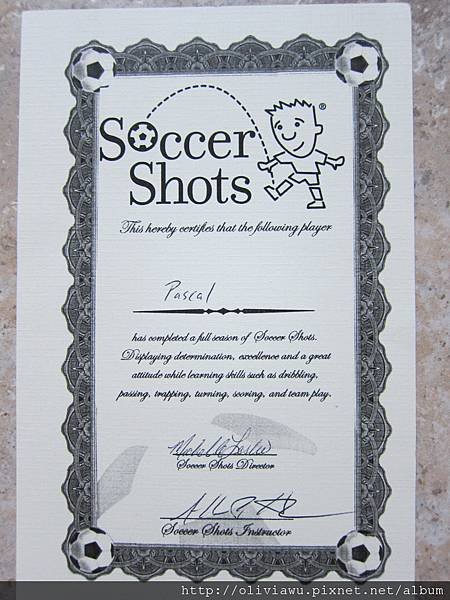 Soccer
Shots
®
This hereby certifies that the following player
Pascal
has completed a full season of Soccer Shots.
Displaying determination, excellence and a great
attitude while learning skills such as dribbling,
passing, trapping, turning, scoring, and team play.
Soccer Shots Director
Soccer Shots Instructor
http://oliviawu.pixnet.net/album